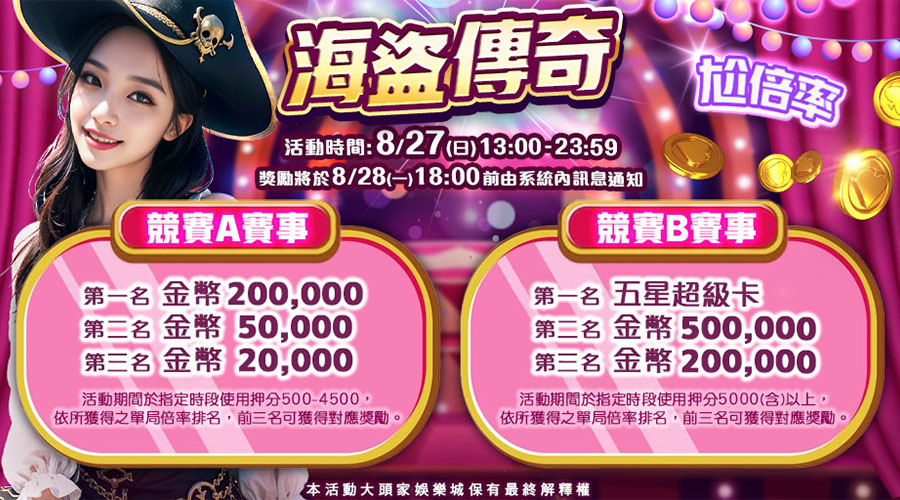 海盜傳奇
尬倍率
活動時間:8/27(日)13:00-23:59
獎勵將於8/28(一)18:00前由系統內訊息通知
競賽A賽事
第一名 金幣 200,000
第二名 金幣 50,000
第三名 金幣 20,000
活動期間於指定時段使用押分500-4500，
依所獲得之單局倍率排名，前三名可獲得對應獎勵。
競賽B賽事
第一名 五星超級卡
第二名 金幣 500,000
第三名 金幣 200,000
活動期間於指定時段使用押分5000(含)以上，
依所獲得之單局倍率排名，前三名可獲得對應獎勵。
本活動大頭家娛樂城保有最終解釋權